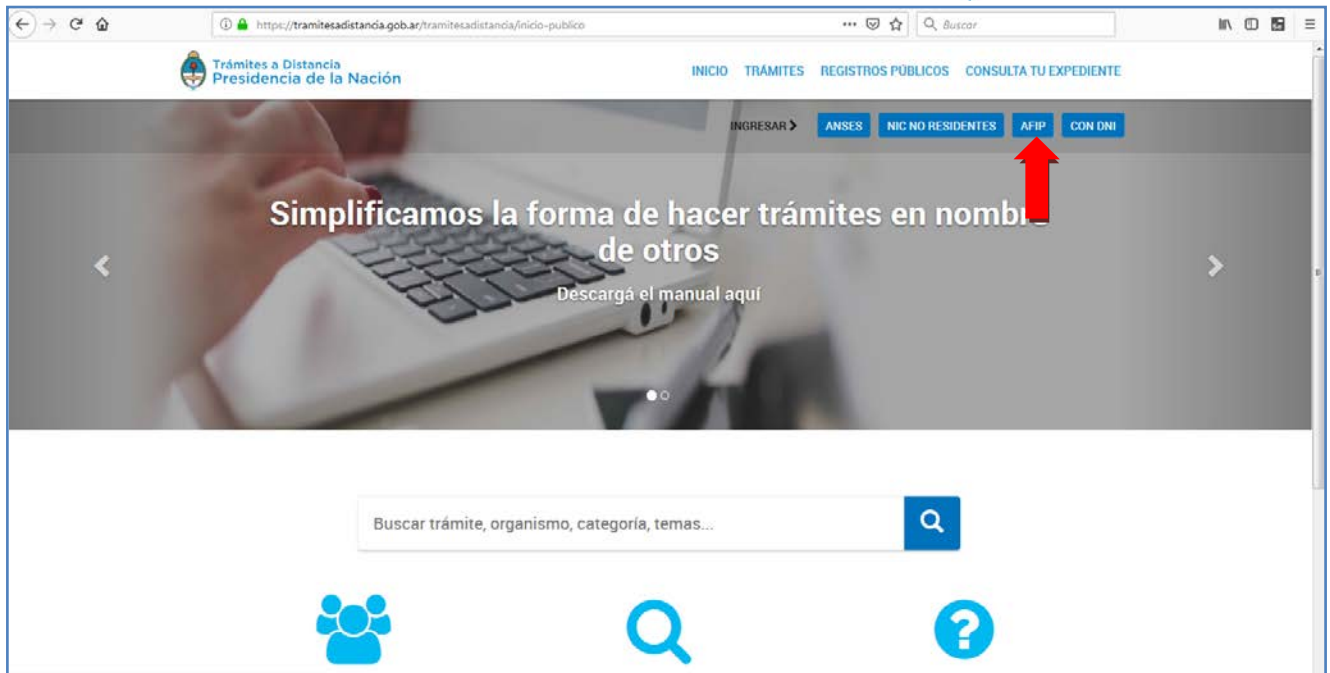 https://tramitesadistancia.gob.ar/tramitesadistancia/inicio-publico
Buscar
Trámites a Distancia
Presidencia de la Nación
INICIO TRÁMITES REGISTROS PÚBLICOS CONSULTA TU EXPEDIENTE
INGRESAR ANSES NIC NO RESIDENTES AFIP CON DNI
Simplificamos la forma de hacer trámites en nombre
de otros
Descargá el manual aquí
Buscar trámite, organismo, categoría, temas...